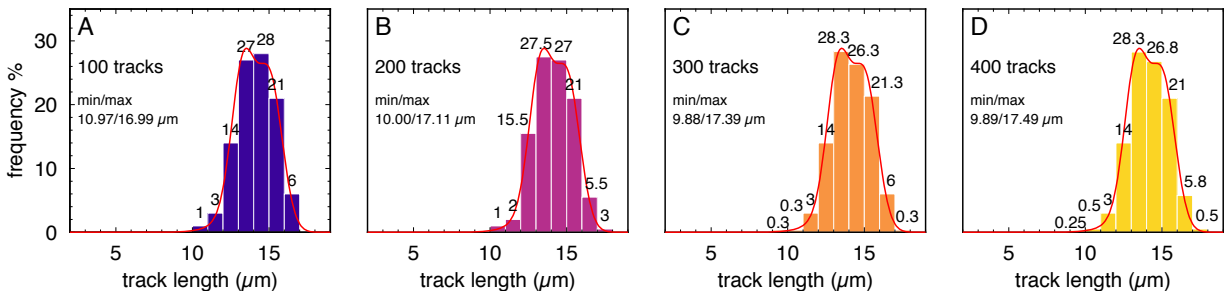 A
100 tracks
min/max
10.97/16.99 µm
1
3
14
27
28
21
6
frequency %
0
10
20
30
5
10
15
track length (µm)
B
200 tracks
min/max
10.00/17.11 µm
1
2
15.5
27.5
27
21
5.5
3
5
10
15
track length (µm)
C
300 tracks
min/max
9.88/17.39 µm
0.3
0.3
3
14
28.3
26.3
21.3
6
0.3
5
10
15
track length (µm)
D
400 tracks
min/max
9.89/17.49 µm
0.25
0.5
3
14
28.3
26.8
21
5.8
0.5
5
10
15
track length (µm)